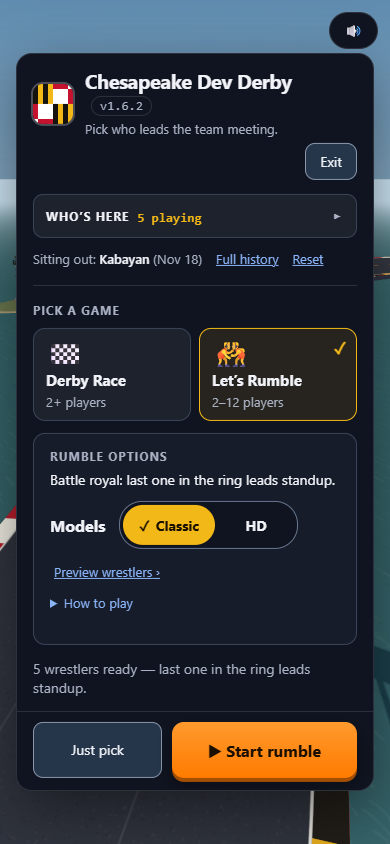 Chesapeake Dev Derby
v1.6.2
Pick who leads the team meeting.
Exit
WHO'S HERE 5 playing ►
Sitting out: Kabayan (Nov 18) Full history Reset
PICK A GAME
Derby Race
2+ players
✓
Let's Rumble
2–12 players
RUMBLE OPTIONS
Battle royal: last one in the ring leads standup.
Models ✓ Classic HD
Preview wrestlers ›
► How to play
5 wrestlers ready — last one in the ring leads
standup.
Just pick ► Start rumble